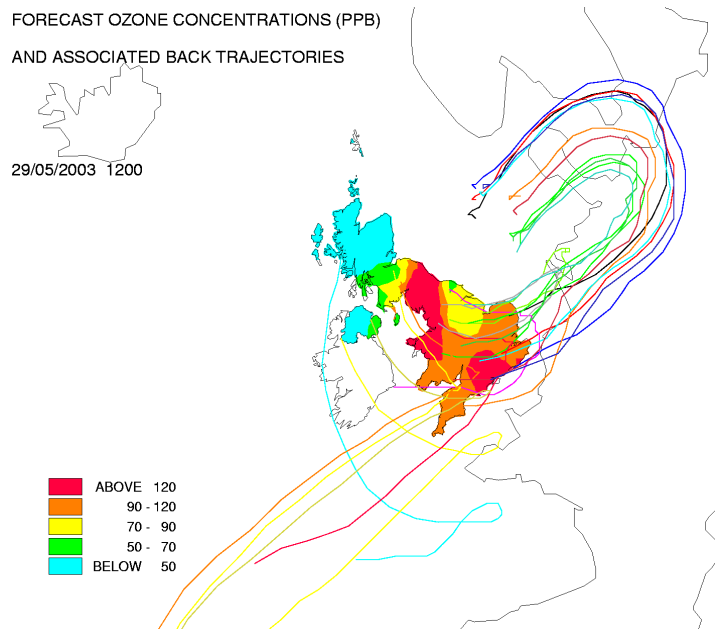 FORECAST OZONE CONCENTRATIONS (PPB)
AND ASSOCIATED BACK TRAJECTORIES
29/05/2003 1200
ABOVE 120
90 - 120
70 - 90
50 - 70
BELOW 50